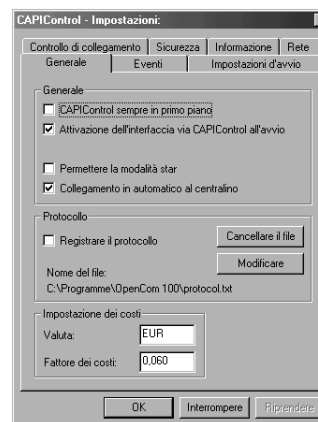 CAPIControl - Impostazioni:
Controllo di collegamento Sicurezza Informazione Rete
Generale Eventi Impostazioni d'avvio
Generale
CAPIControl sempre in primo piano
Attivazione dell'interfaccia via CAPIControl all'avvio
Permettere la modalità star
Collegamento in automatico al centralino
Protocollo
Registrare il protocollo Cancellare il file
Modificare
Nome del file:
C:\Programme\OpenCom 100\protocol.txt
Impostazione dei costi
Valuta: EUR
Fattore dei costi: 0,060
OK Interrompere Riprendere